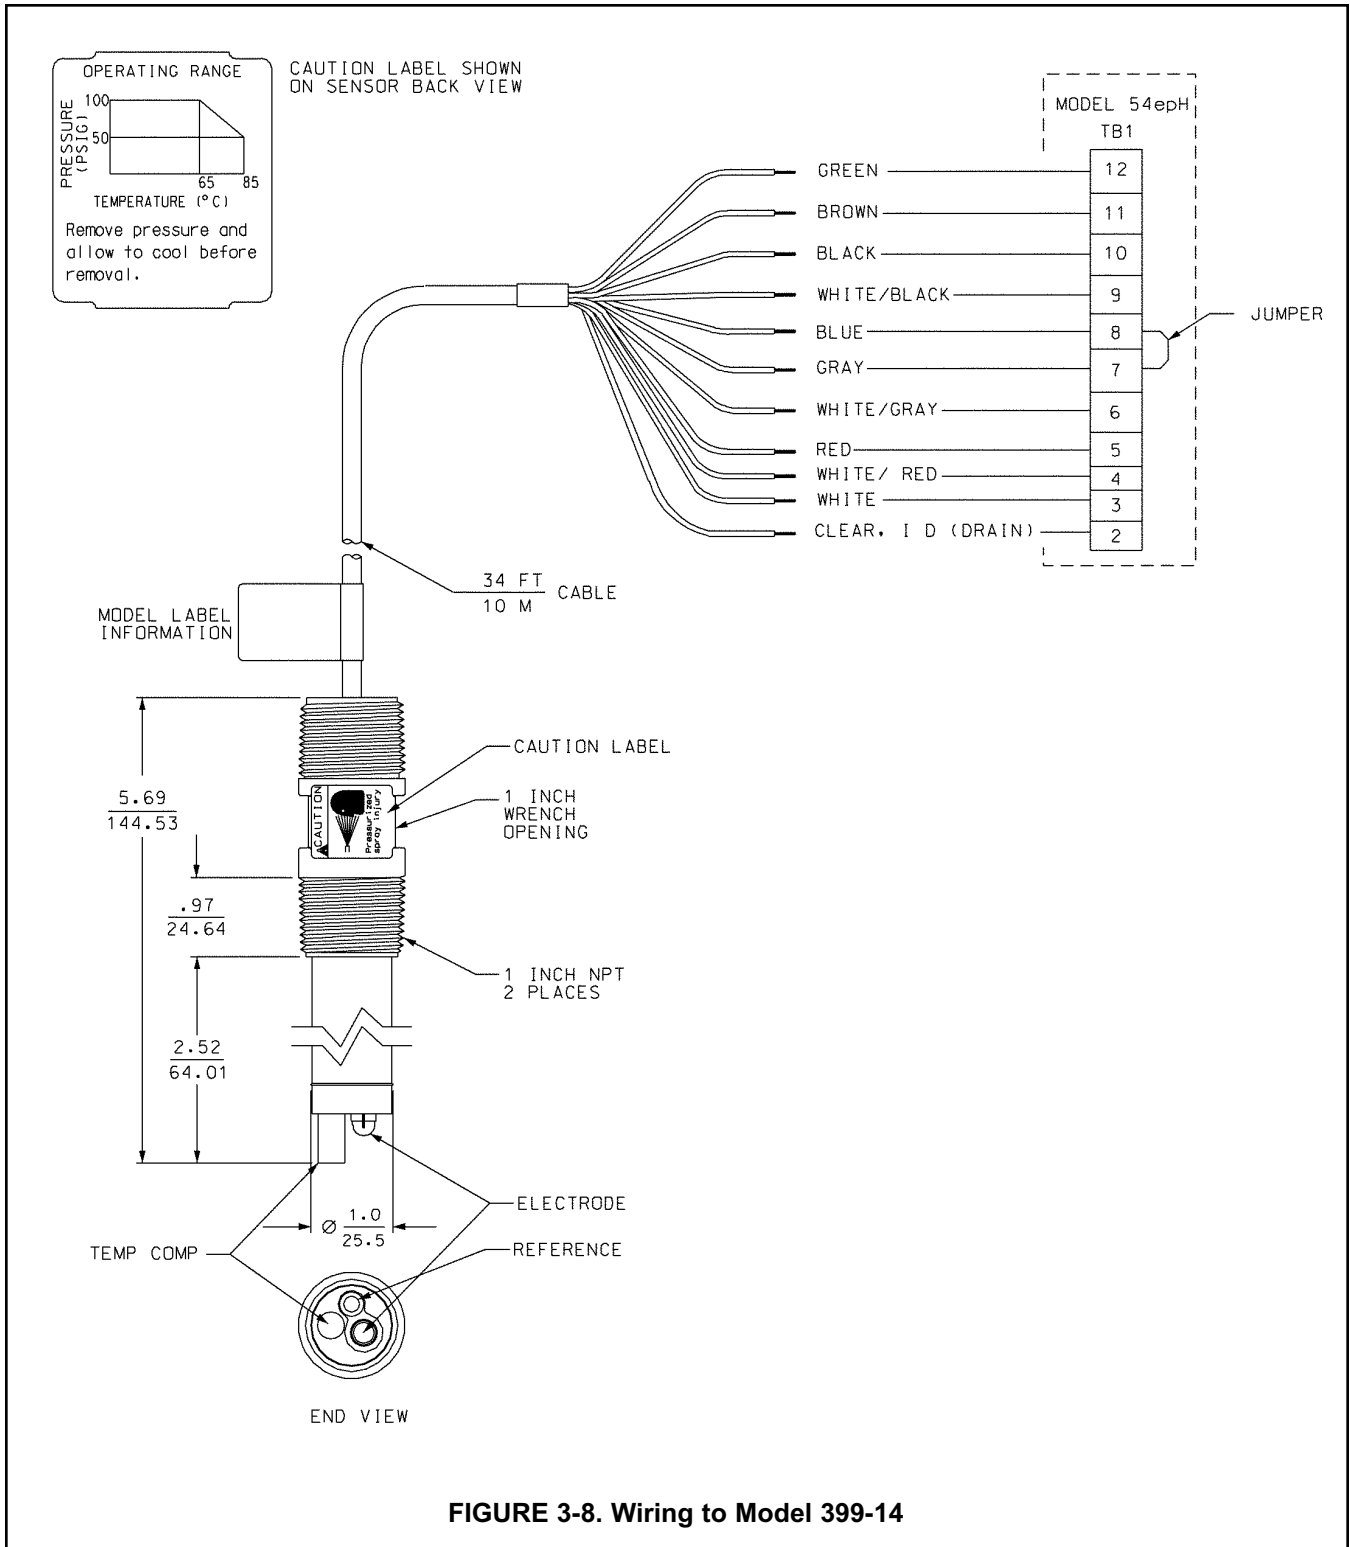 OPERATING RANGE
PRESSURE
(PSIG)
100
50
65 85
TEMPERATURE (°C)
Remove pressure and
allow to cool before
removal.
CAUTION LABEL SHOWN
ON SENSOR BACK VIEW
MODEL 54epH
TB1
GREEN 12
BROWN 11
BLACK 10
WHITE/BLACK 9
BLUE 8
JUMPER
GRAY 7
WHITE/GRAY 6
RED 5
WHITE/ RED 4
WHITE 3
CLEAR, I D (DRAIN) 2
34 FT
10 M
CABLE
MODEL LABEL
INFORMATION
CAUTION LABEL
CAUTION
Pressurized
spray injury
1 INCH
WRENCH
OPENING
5.69
144.53
.97
24.64
1 INCH NPT
2 PLACES
2.52
64.01
ELECTRODE
Ø 1.0
25.5
REFERENCE
TEMP COMP
END VIEW
FIGURE 3-8. Wiring to Model 399-14